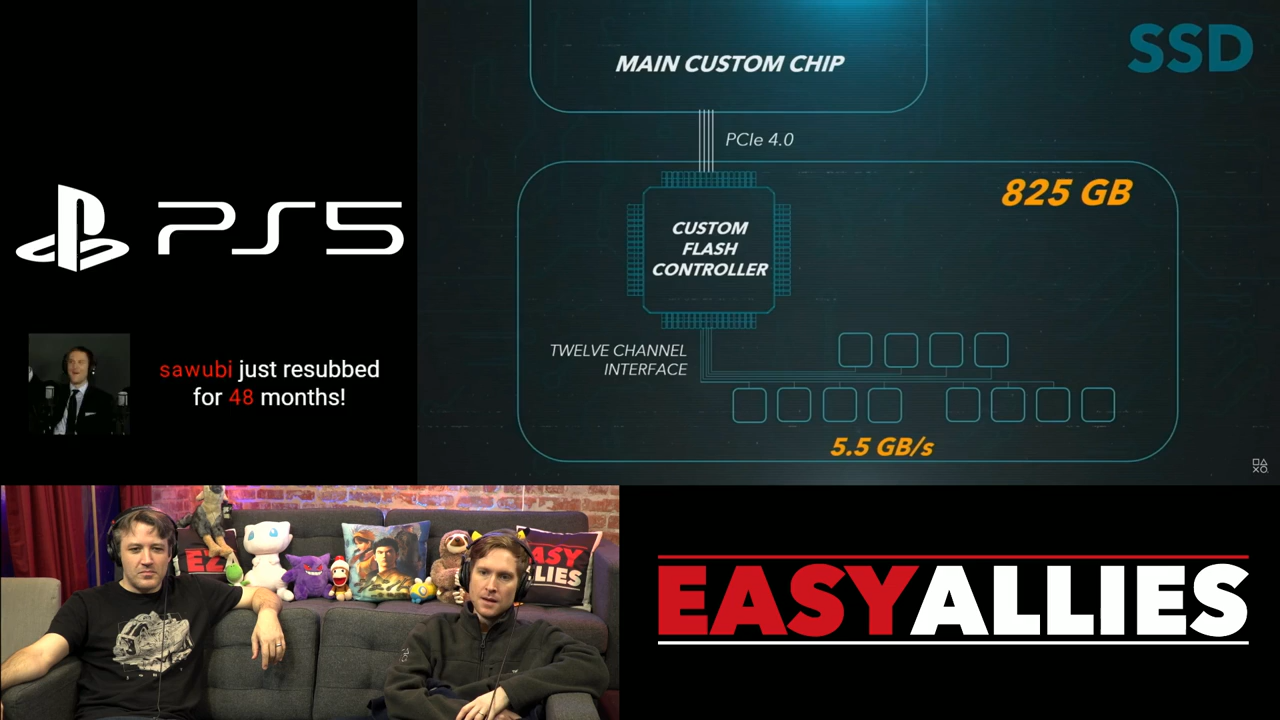 SSD
MAIN CUSTOM CHIP
PCIe 4.0
825 GB
CUSTOM
FLASH
CONTROLLER
TWELVE CHANNEL
INTERFACE
5.5 GB/s
PS5
sawubi just resubbed
for 48 months!
EZ
EASY
ALLIES
EASYALLIES